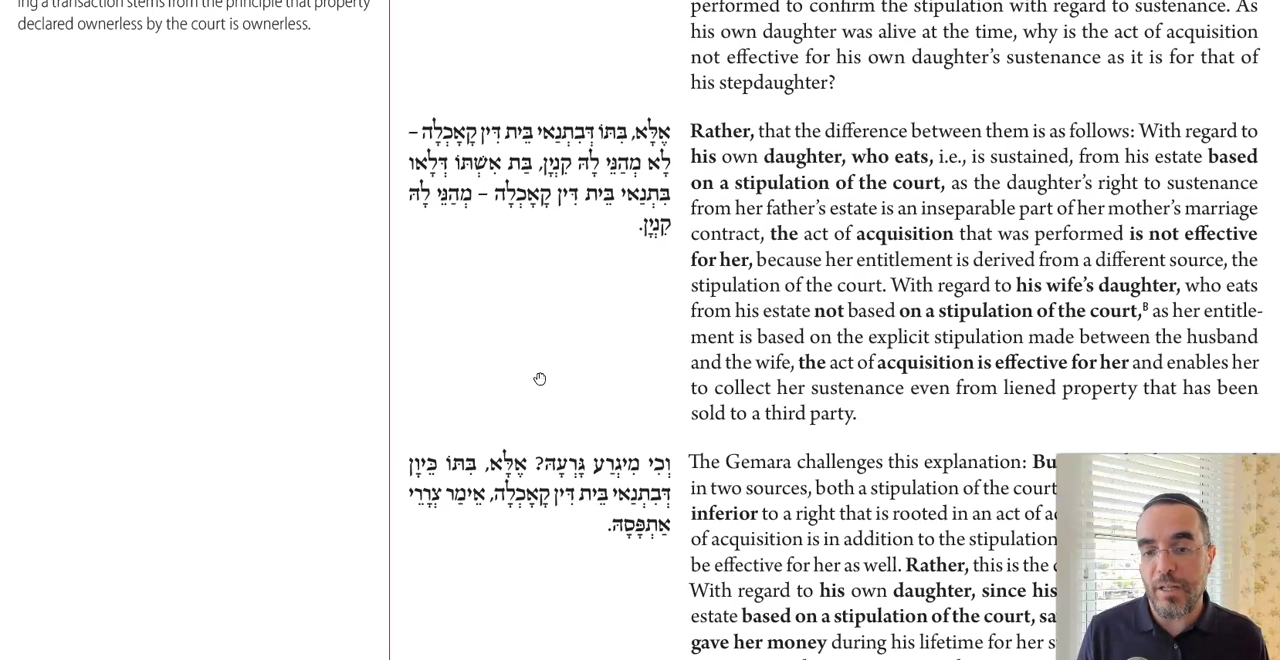 ing a transaction stems from the principle that property
declared ownerless by the court is ownerless.
performed to confirm the stipulation with regard to sustenance. As
his own daughter was alive at the time, why is the act of acquisition
not effective for his own daughter's sustenance as it is for that of
his stepdaughter?
אֶלָּא, בִּתּוֹ דְּבִתְנַאי בֵּית דִּין קָאָכְלָה –
לָא מְהַנֵּי לָהּ קִנְיָן, בַּת אִשְׁתּוֹ דְּלָאו
בִּתְנַאי בֵּית דִּין קָאָכְלָה – מְהַנֵּי לָהּ
קִנְיָן.
Rather, that the difference between them is as follows: With regard to
his own daughter, who eats, i.e., is sustained, from his estate based
on a stipulation of the court, as the daughter's right to sustenance
from her father's estate is an inseparable part of her mother's marriage
contract, the act of acquisition that was performed is not effective
for her, because her entitlement is derived from a different source, the
stipulation of the court. With regard to his wife's daughter, who eats
from his estate not based on a stipulation of the court,ᴮ as her entitle-
ment is based on the explicit stipulation made between the husband
and the wife, the act of acquisition is effective for her and enables her
to collect her sustenance even from liened property that has been
sold to a third party.
וְכִי מִיגְרַע גָּרְעָה? אֶלָּא, בִּתּוֹ כֵּיוָן
דְּבִתְנַאי בֵּית דִּין קָאָכְלָה, אֵימַר צְרָרֵי
אַתְפְּסָהּ.
The Gemara challenges this explanation:
in two sources, both a stipulation of the court
inferior to a right that is rooted in an act of
of acquisition is in addition to the stipulation
be effective for her as well. Rather, this is the
With regard to his own daughter, since his
estate based on a stipulation of the court,
gave her money during his lifetime for her